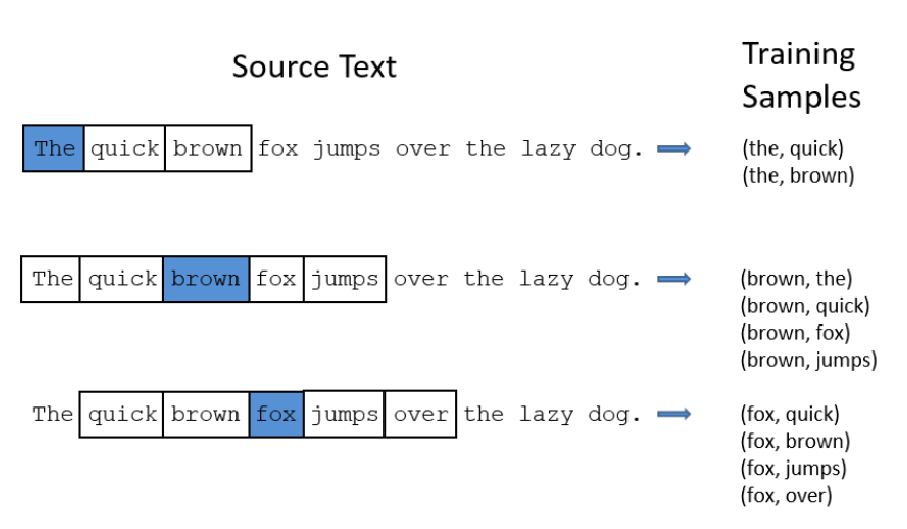 Source Text
Training
Samples
The quick brown fox jumps over the lazy dog.
(the, quick)
(the, brown)
The quick brown fox jumps over the lazy dog.
(brown, the)
(brown, quick)
(brown, fox)
(brown, jumps)
The quick brown fox jumps over the lazy dog.
(fox, quick)
(fox, brown)
(fox, jumps)
(fox, over)